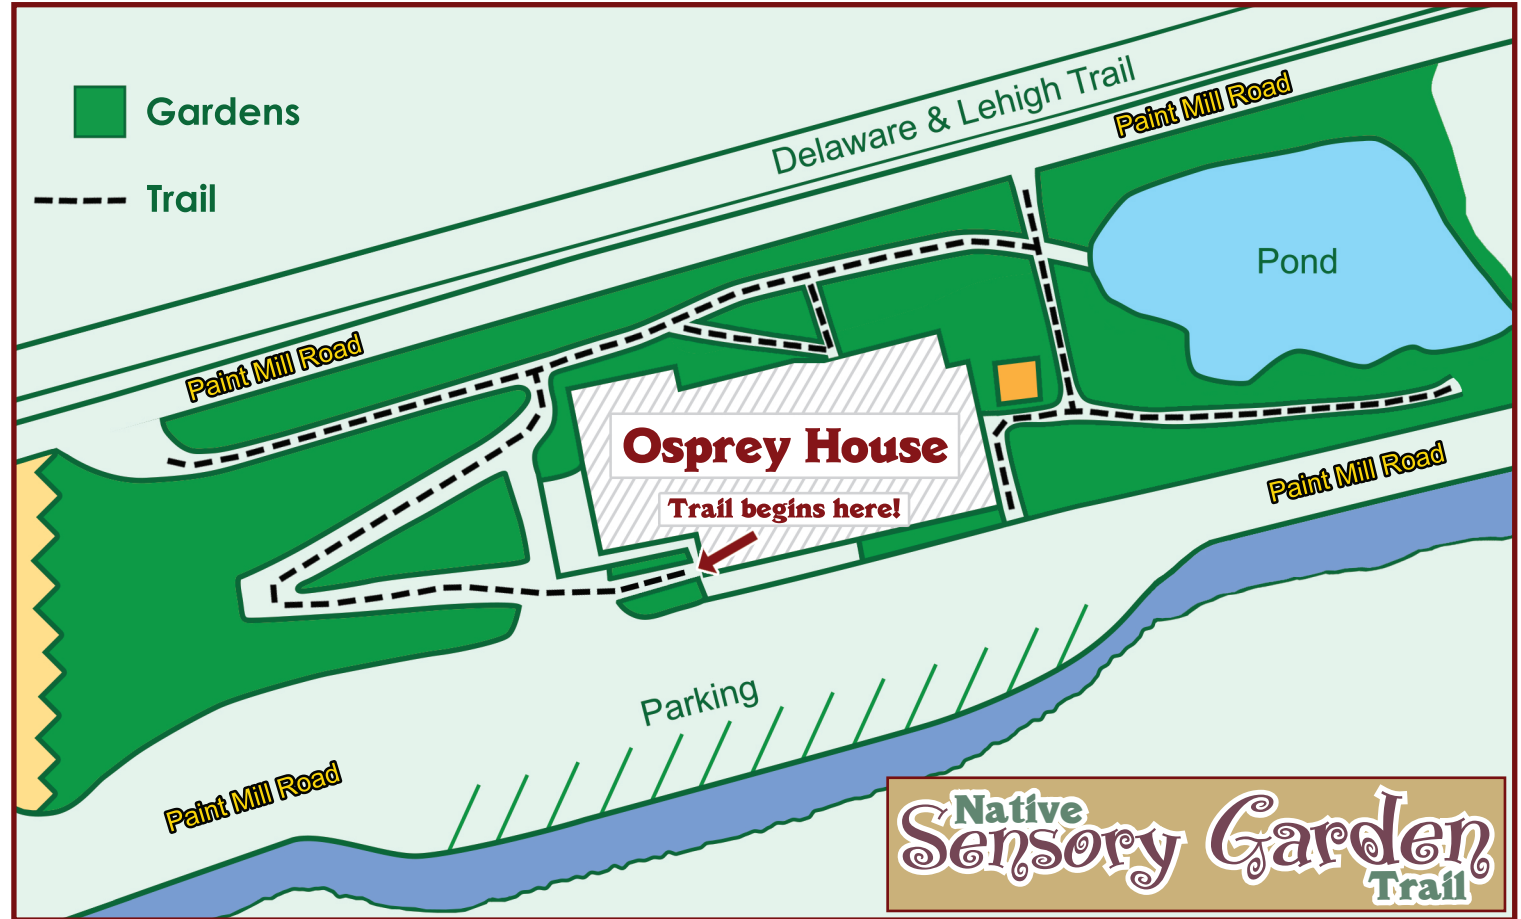 Gardens
Trail
Delaware & Lehigh Trail
Paint Mill Road
Pond
Paint Mill Road
Osprey House
Trail begins here!
Paint Mill Road
Parking
Paint Mill Road
Native
Sensory Garden
Trail